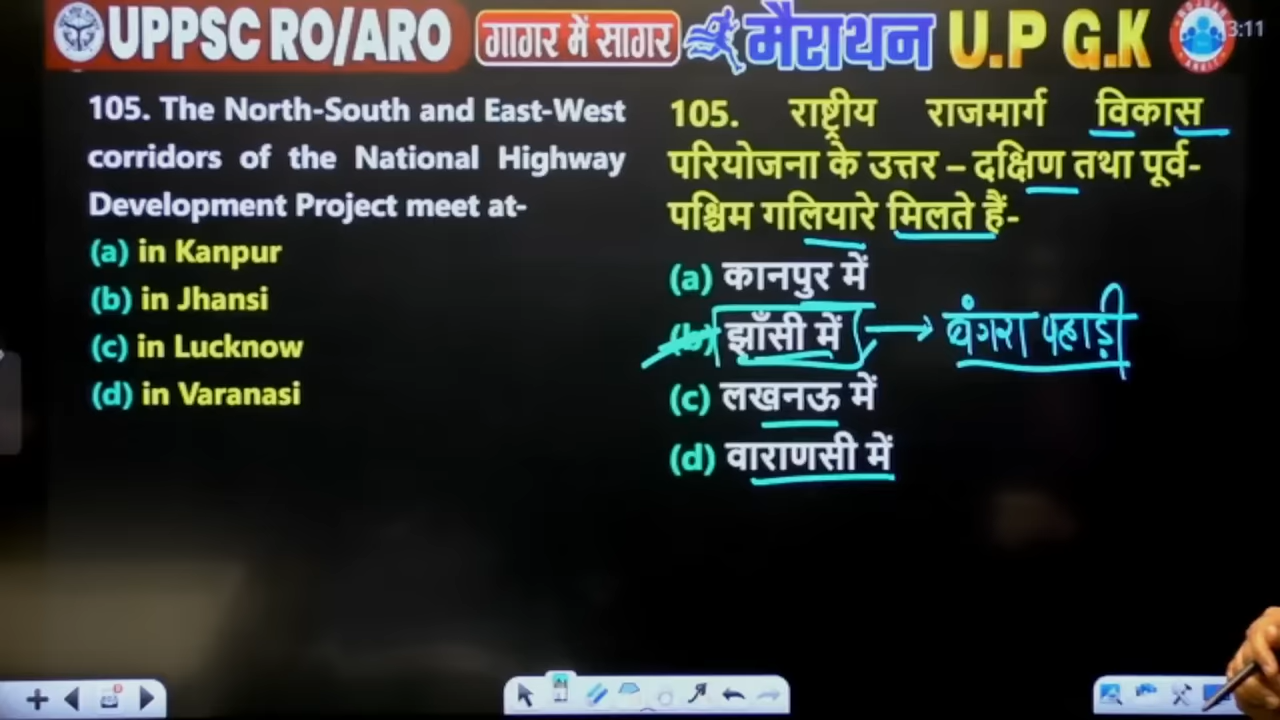 UPPSC RO/ARO गागर में सागर मैराथन U.P G.K
3:11
105. The North-South and East-West
corridors of the National Highway
Development Project meet at-
(a) in Kanpur
(b) in Jhansi
(c) in Lucknow
(d) in Varanasi
105. राष्ट्रीय राजमार्ग विकास
परियोजना के उत्तर – दक्षिण तथा पूर्व-
पश्चिम गलियारे मिलते हैं-
(a) कानपुर में
(b) झाँसी में → बंगरा पहाड़ी
(c) लखनऊ में
(d) वाराणसी में